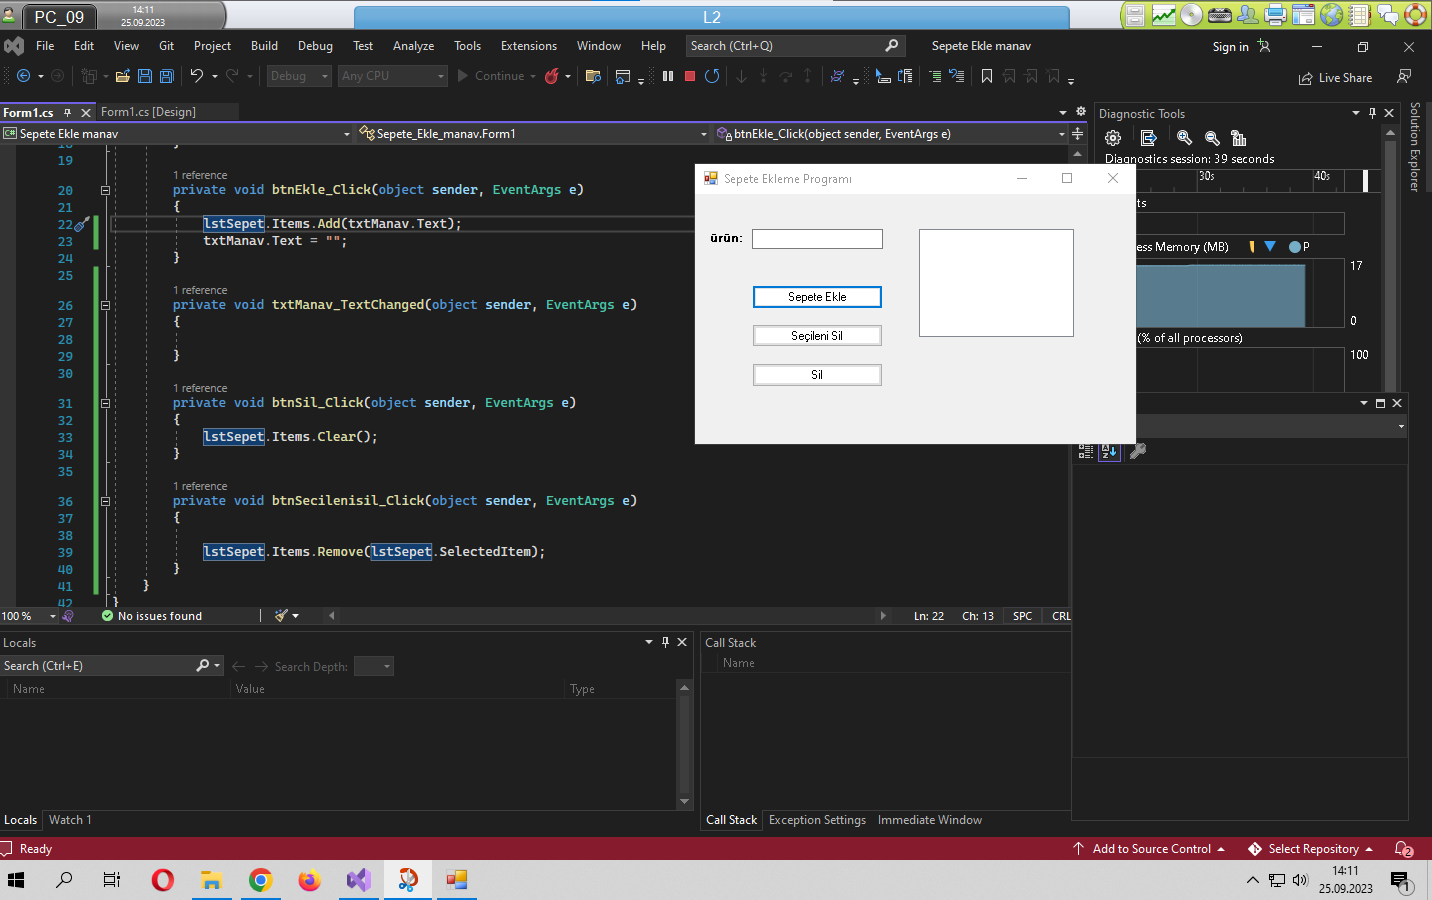 PC_09
14:11
25.09.2023
L2
File Edit View Git Project Build Debug Test Analyze Tools Extensions Window Help Search (Ctrl+Q) Sepete Ekle manav Sign in
Debug Any CPU Continue Live Share
Form1.cs Form1.cs [Design]
Sepete Ekle manav Sepete_Ekle_manav.Form1 btnEkle_Click(object sender, EventArgs e)
18 }
19
1 reference
20 private void btnEkle_Click(object sender, EventArgs e)
21 {
22 lstSepet.Items.Add(txtManav.Text);
23 txtManav.Text = "";
24 }
25
1 reference
26 private void txtManav_TextChanged(object sender, EventArgs e)
27 {
28
29 }
30
1 reference
31 private void btnSil_Click(object sender, EventArgs e)
32 {
33 lstSepet.Items.Clear();
34 }
35
1 reference
36 private void btnSecilenisil_Click(object sender, EventArgs e)
37 {
38
39 lstSepet.Items.Remove(lstSepet.SelectedItem);
40 }
41 }
42 }
100 % No issues found Ln: 22 Ch: 13 SPC CRL
Sepete Ekleme Programı
ürün:
Sepete Ekle
Seçileni Sil
Sil
Diagnostic Tools
Diagnostics session: 39 seconds
30s 40s
ts
ess Memory (MB) P
17
0
(% of all processors)
100
Solution Explorer
Locals
Search (Ctrl+E) Search Depth:
Name Value Type
Locals Watch 1
Call Stack
Name
Call Stack Exception Settings Immediate Window
Ready Add to Source Control Select Repository 2
14:11
25.09.2023
1